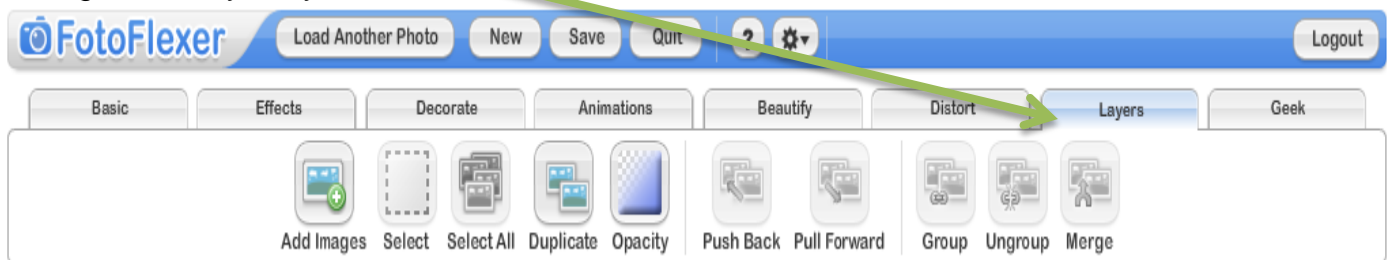 FotoFlexer Load Another Photo New Save Quit ? Logout
Basic Effects Decorate Animations Beautify Distort Layers Geek
Add Images Select Select All Duplicate Opacity Push Back Pull Forward Group Ungroup Merge